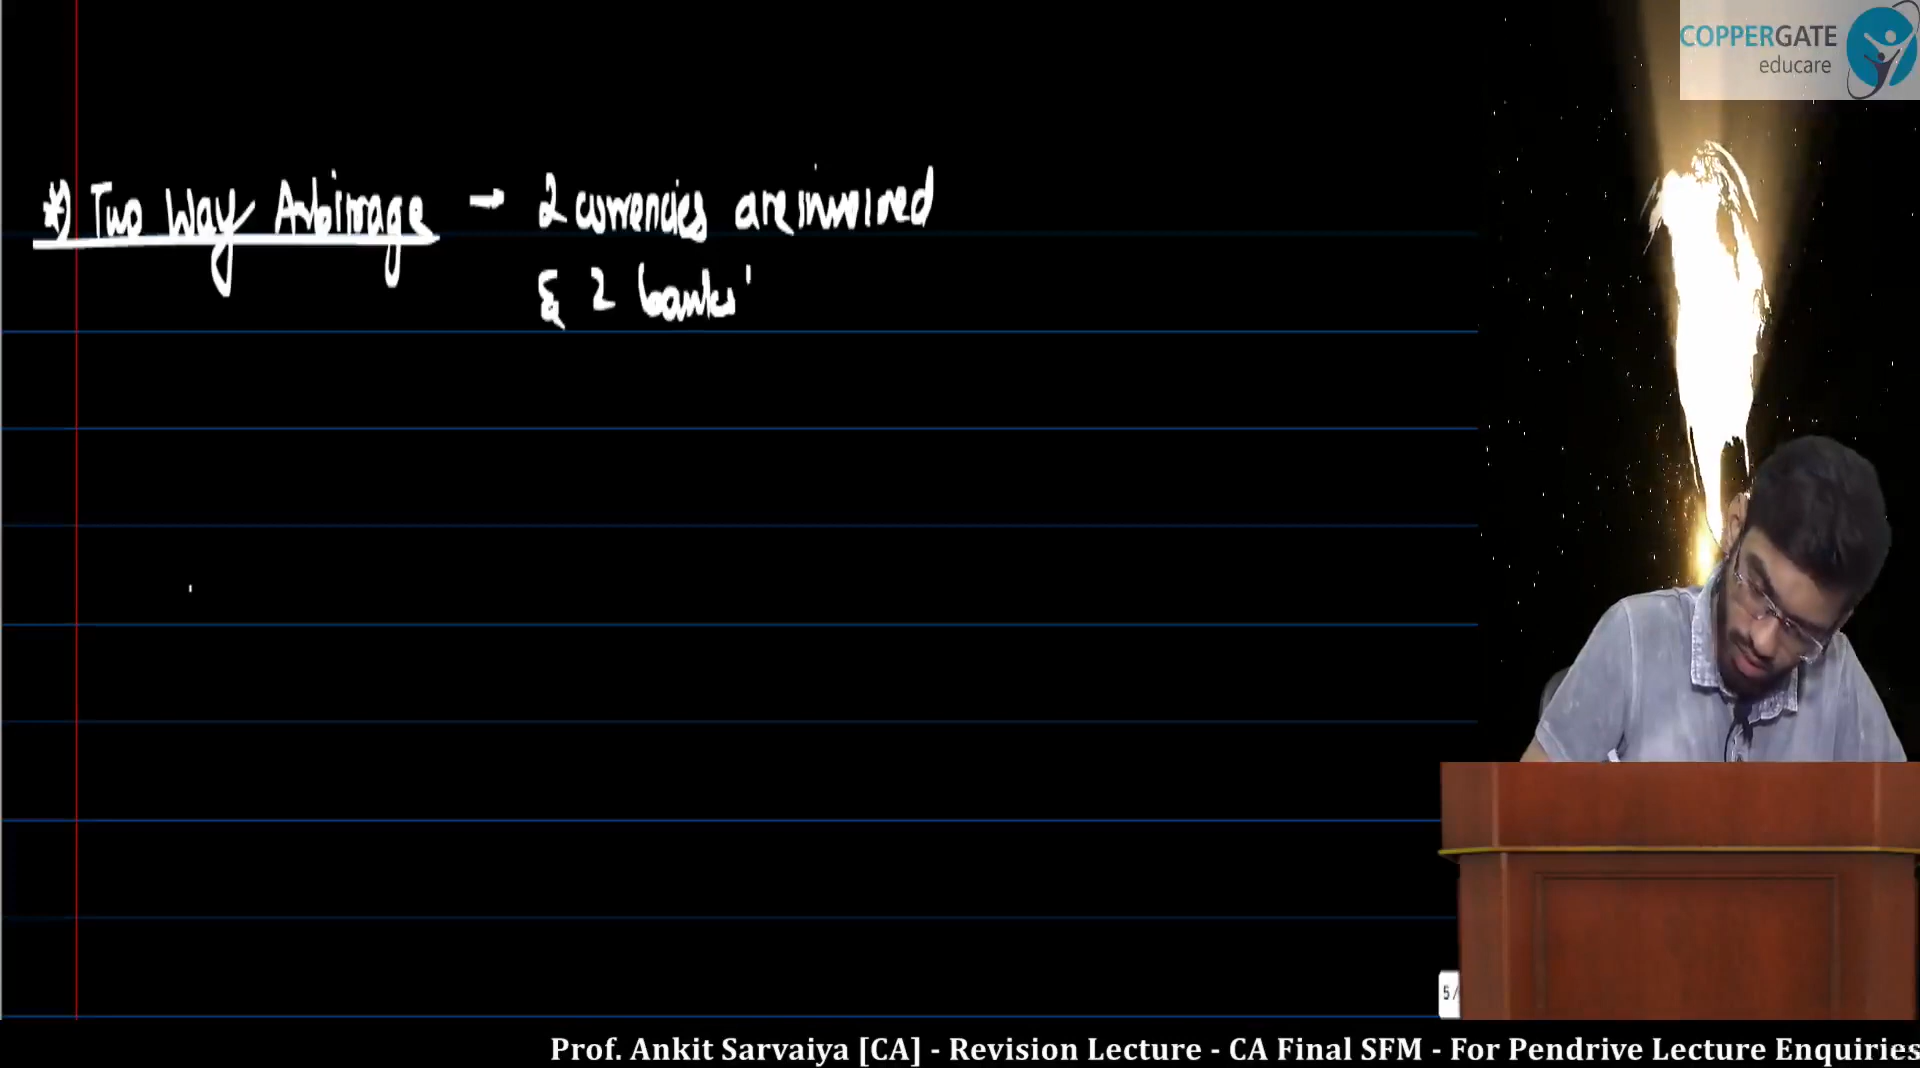 COPPERGATE
educare
*) Two Way Arbitrage → 2 currencies are involved
& 2 banks'
5/
Prof. Ankit Sarvaiya [CA] - Revision Lecture - CA Final SFM - For Pendrive Lecture Enquiries